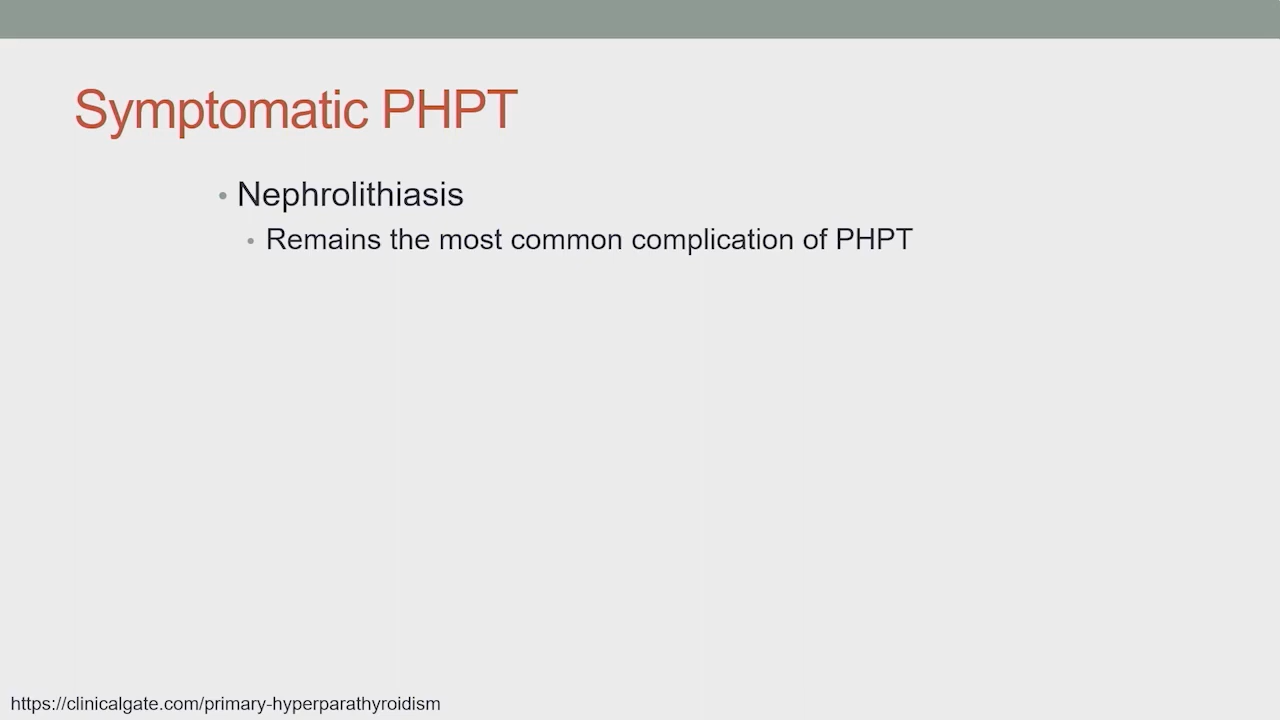 Symptomatic PHPT
• Nephrolithiasis
• Remains the most common complication of PHPT
https://clinicalgate.com/primary-hyperparathyroidism